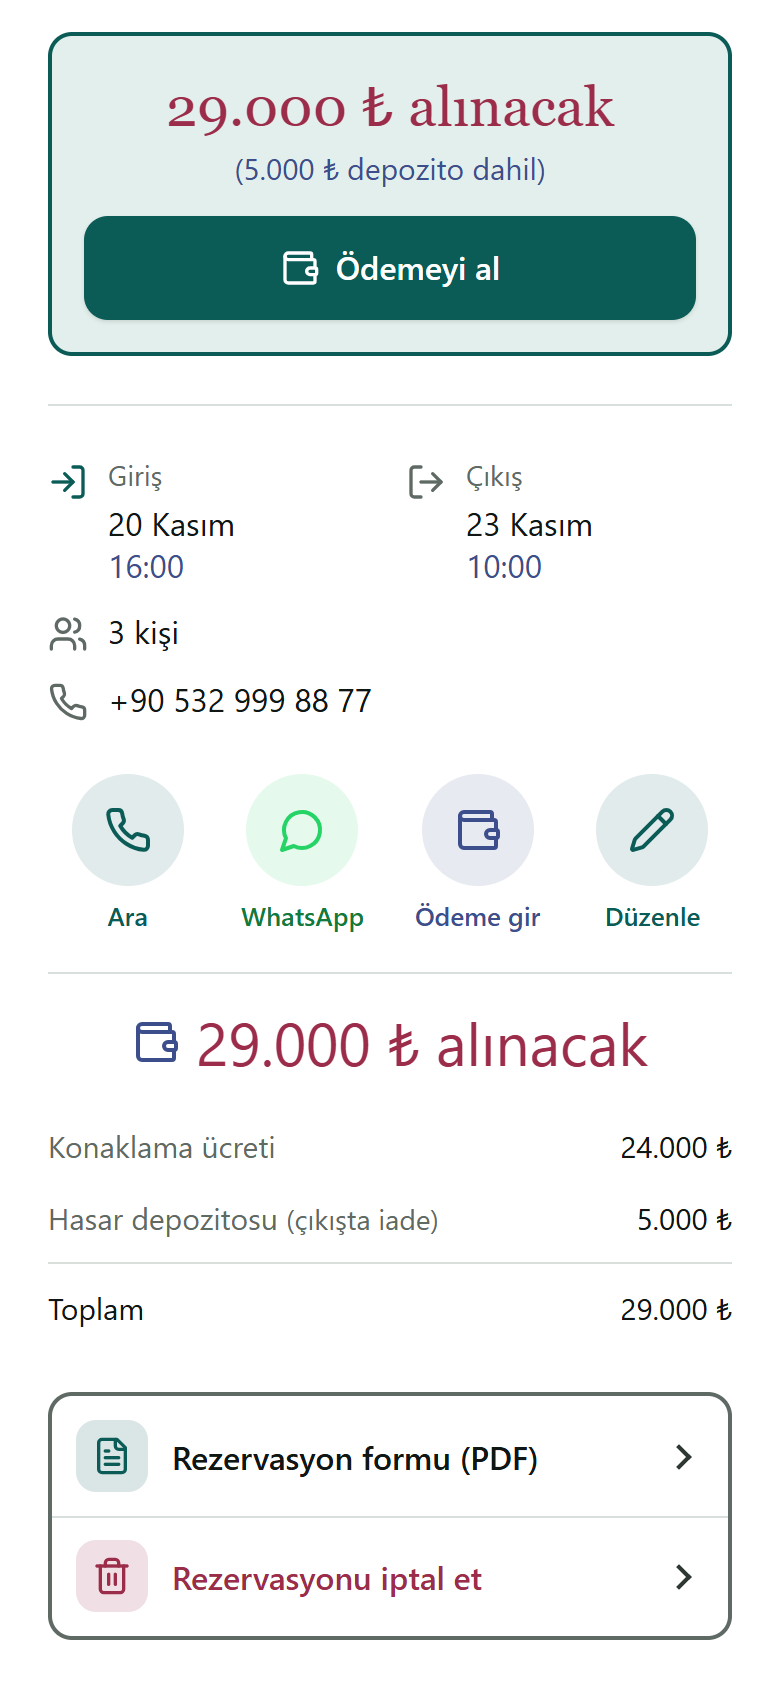 29.000 ₺ alınacak
(5.000 ₺ depozito dahil)
Ödemeyi al
Giriş
20 Kasım
16:00
Çıkış
23 Kasım
10:00
3 kişi
+90 532 999 88 77
Ara
WhatsApp
Ödeme gir
Düzenle
29.000 ₺ alınacak
Konaklama ücreti 24.000 ₺
Hasar depozitosu (çıkışta iade) 5.000 ₺
Toplam 29.000 ₺
Rezervasyon formu (PDF)
Rezervasyonu iptal et